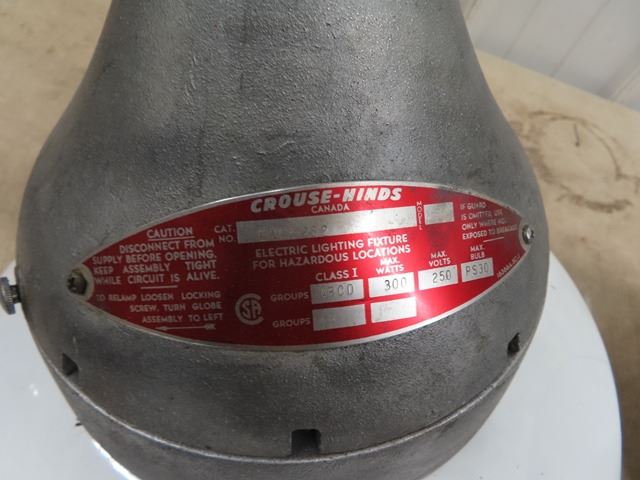 CROUSE-HINDS
CANADA
CAUTION
DISCONNECT FROM
SUPPLY BEFORE OPENING.
KEEP ASSEMBLY TIGHT
WHILE CIRCUIT IS ALIVE.
TO RELAMP LOOSEN LOCKING
SCREW, TURN GLOBE
ASSEMBLY TO LEFT
CAT.
NO.
MODEL
ELECTRIC LIGHTING FIXTURE
FOR HAZARDOUS LOCATIONS
CLASS I
MAX.
WATTS
MAX.
VOLTS
MAX.
BULB
GROUPS 300 250 PS30
GROUPS
SA
IF GUARD
IS OMITTED, USE
ONLY WHERE NOT
EXPOSED TO BREAKAGE